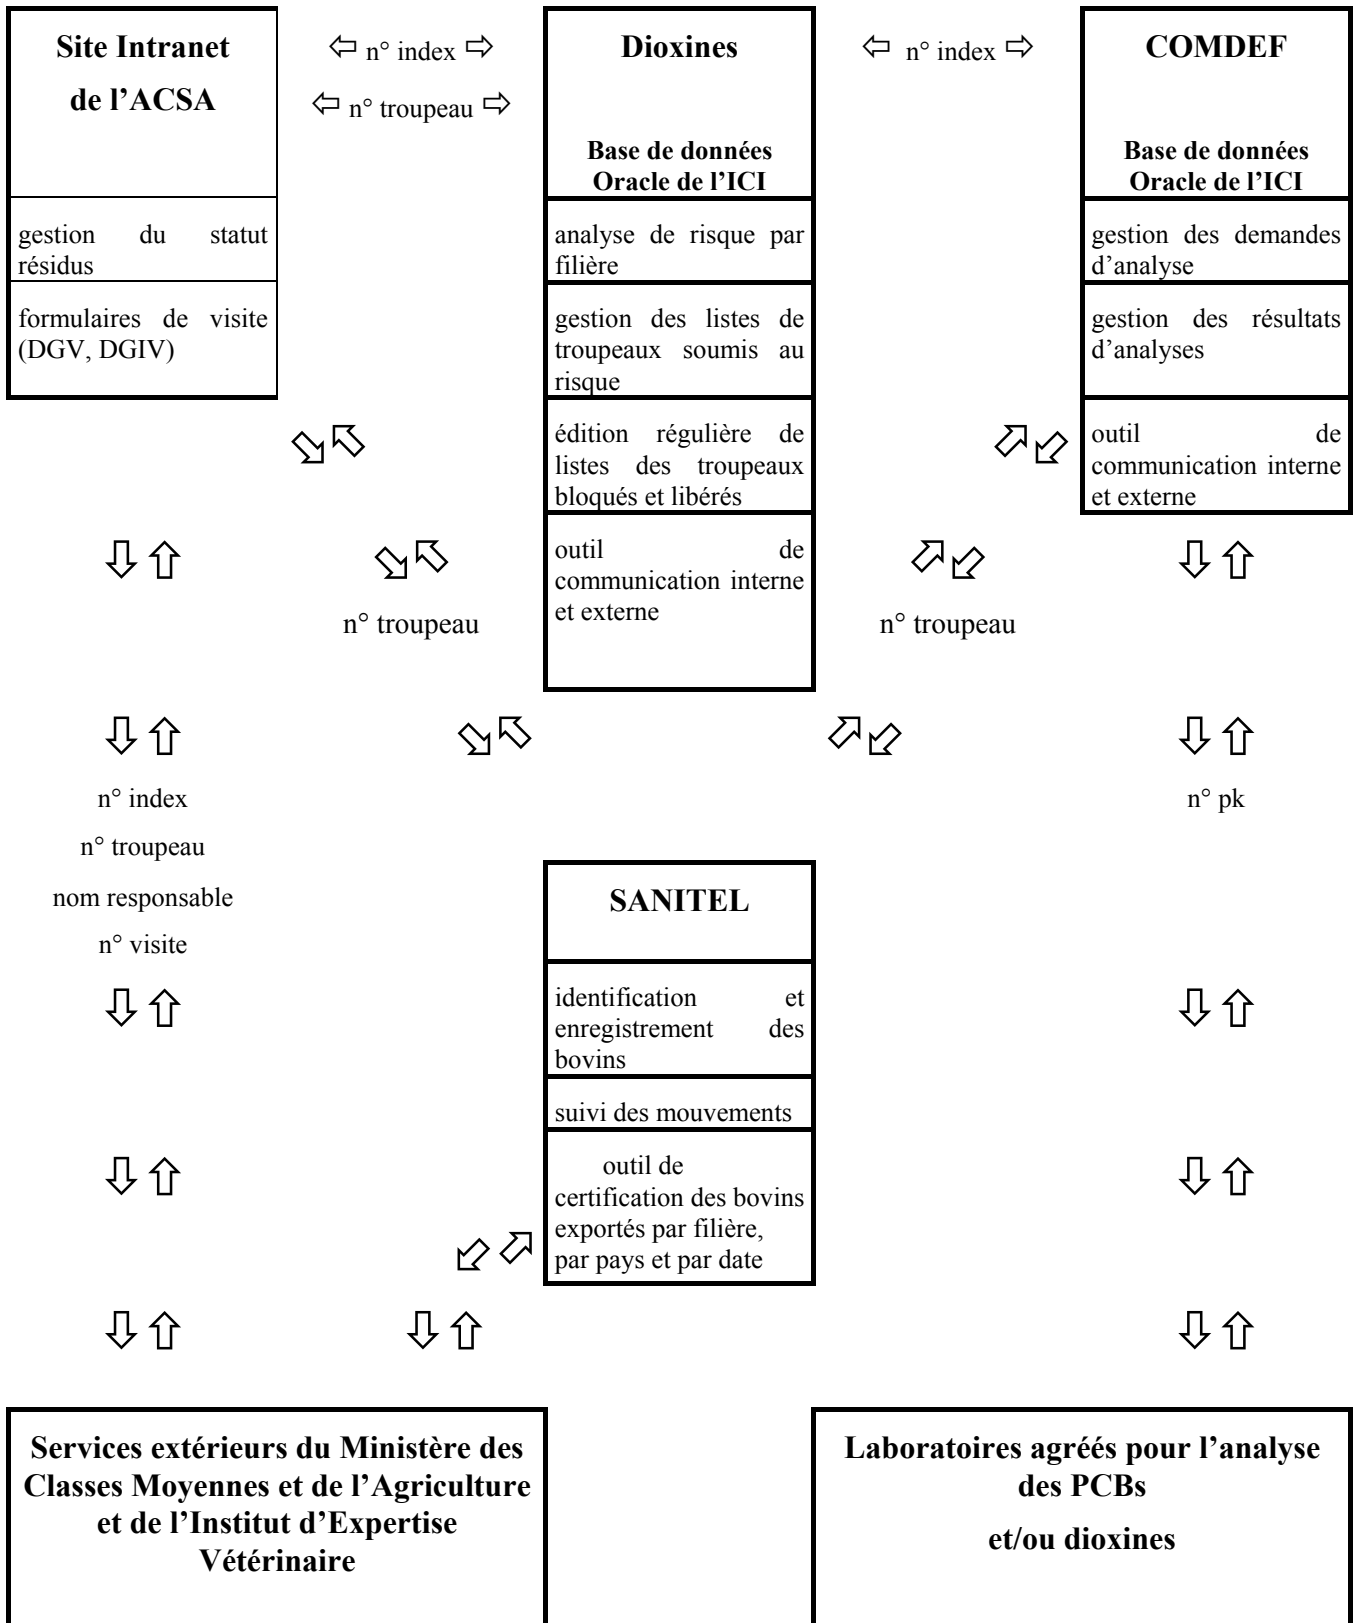 Site Intranet
de l’ACSA
n° index
n° troupeau
Dioxines
Base de données
Oracle de l’ICI
n° index
COMDEF
Base de données
Oracle de l’ICI
gestion du statut
résidus
formulaires de visite
(DGV, DGIV)
analyse de risque par
filière
gestion des listes de
troupeaux soumis au
risque
édition régulière de
listes des troupeaux
bloqués et libérés
outil de
communication interne
et externe
gestion des demandes
d’analyse
gestion des résultats
d’analyses
outil de
communication interne
et externe
n° troupeau
n° troupeau
n° index
n° troupeau
nom responsable
n° visite
n° pk
SANITEL
identification et
enregistrement des
bovins
suivi des mouvements
outil de
certification des bovins
exportés par filière,
par pays et par date
Services extérieurs du Ministère des
Classes Moyennes et de l’Agriculture
et de l’Institut d’Expertise
Vétérinaire
Laboratoires agréés pour l’analyse
des PCBs
et/ou dioxines